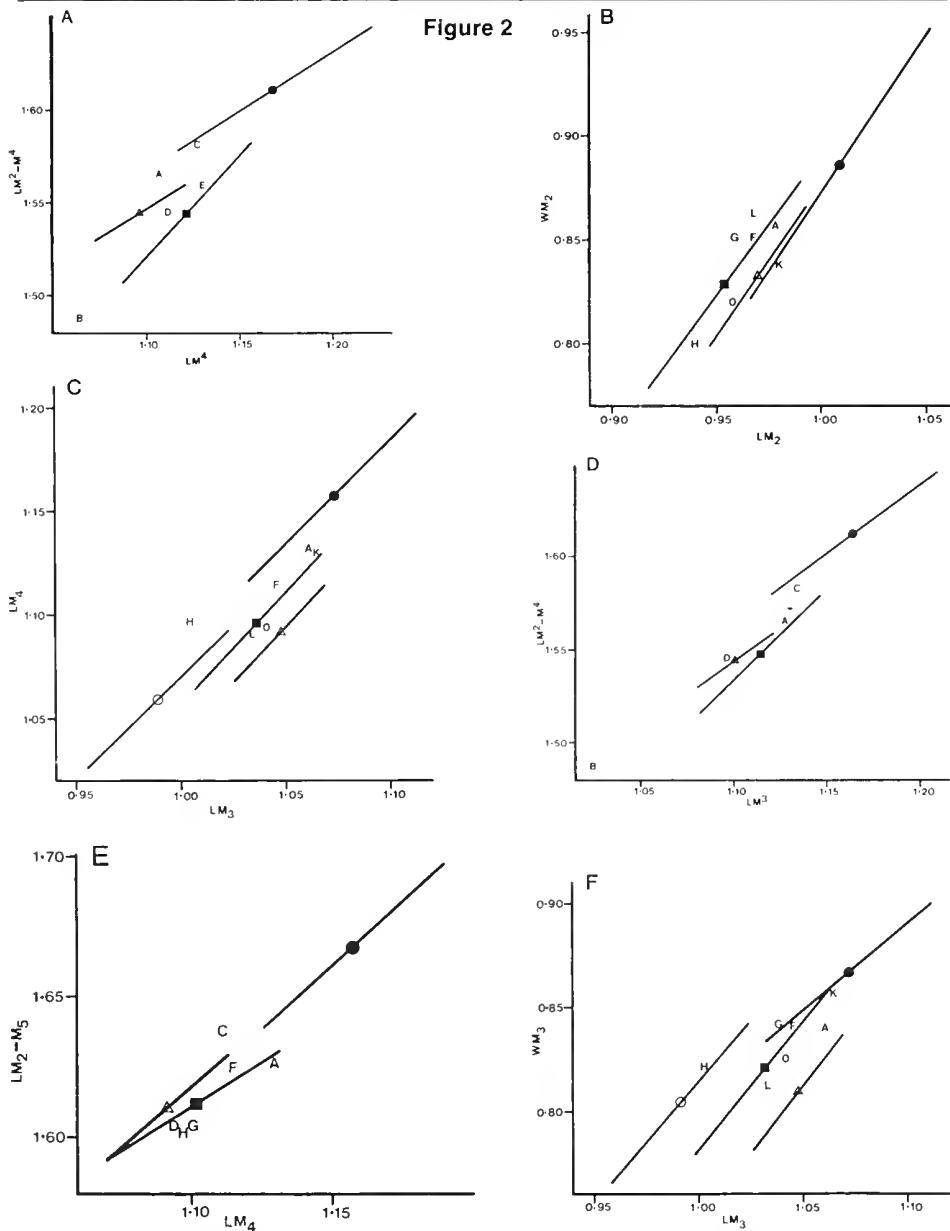 Figure 2
A
1·60
1·55
1·50
LM²–M⁴
C
A
E
D
B
1·10
1·15
1·20
LM⁴
B
0·95
0·90
0·85
0·80
WM₂
L
G F A
K
O
H
0·90
0·95
1·00
1·05
LM₂
C
1·20
1·15
1·10
1·05
LM₄
A K
F
H
L O
0·95
1·00
1·05
1·10
LM₃
D
1·60
1·55
1·50
LM²–M⁴
C
A
D
B
1·05
1·10
1·15
1·20
LM³
E
1·70
1·65
1·60
LM₂–M₅
C
F
A
D H G
1·10
1·15
LM₄
F
0·90
0·85
0·80
WM₃
K
G F A
H
O
L
0·95
1·00
1·05
1·10
LM₃